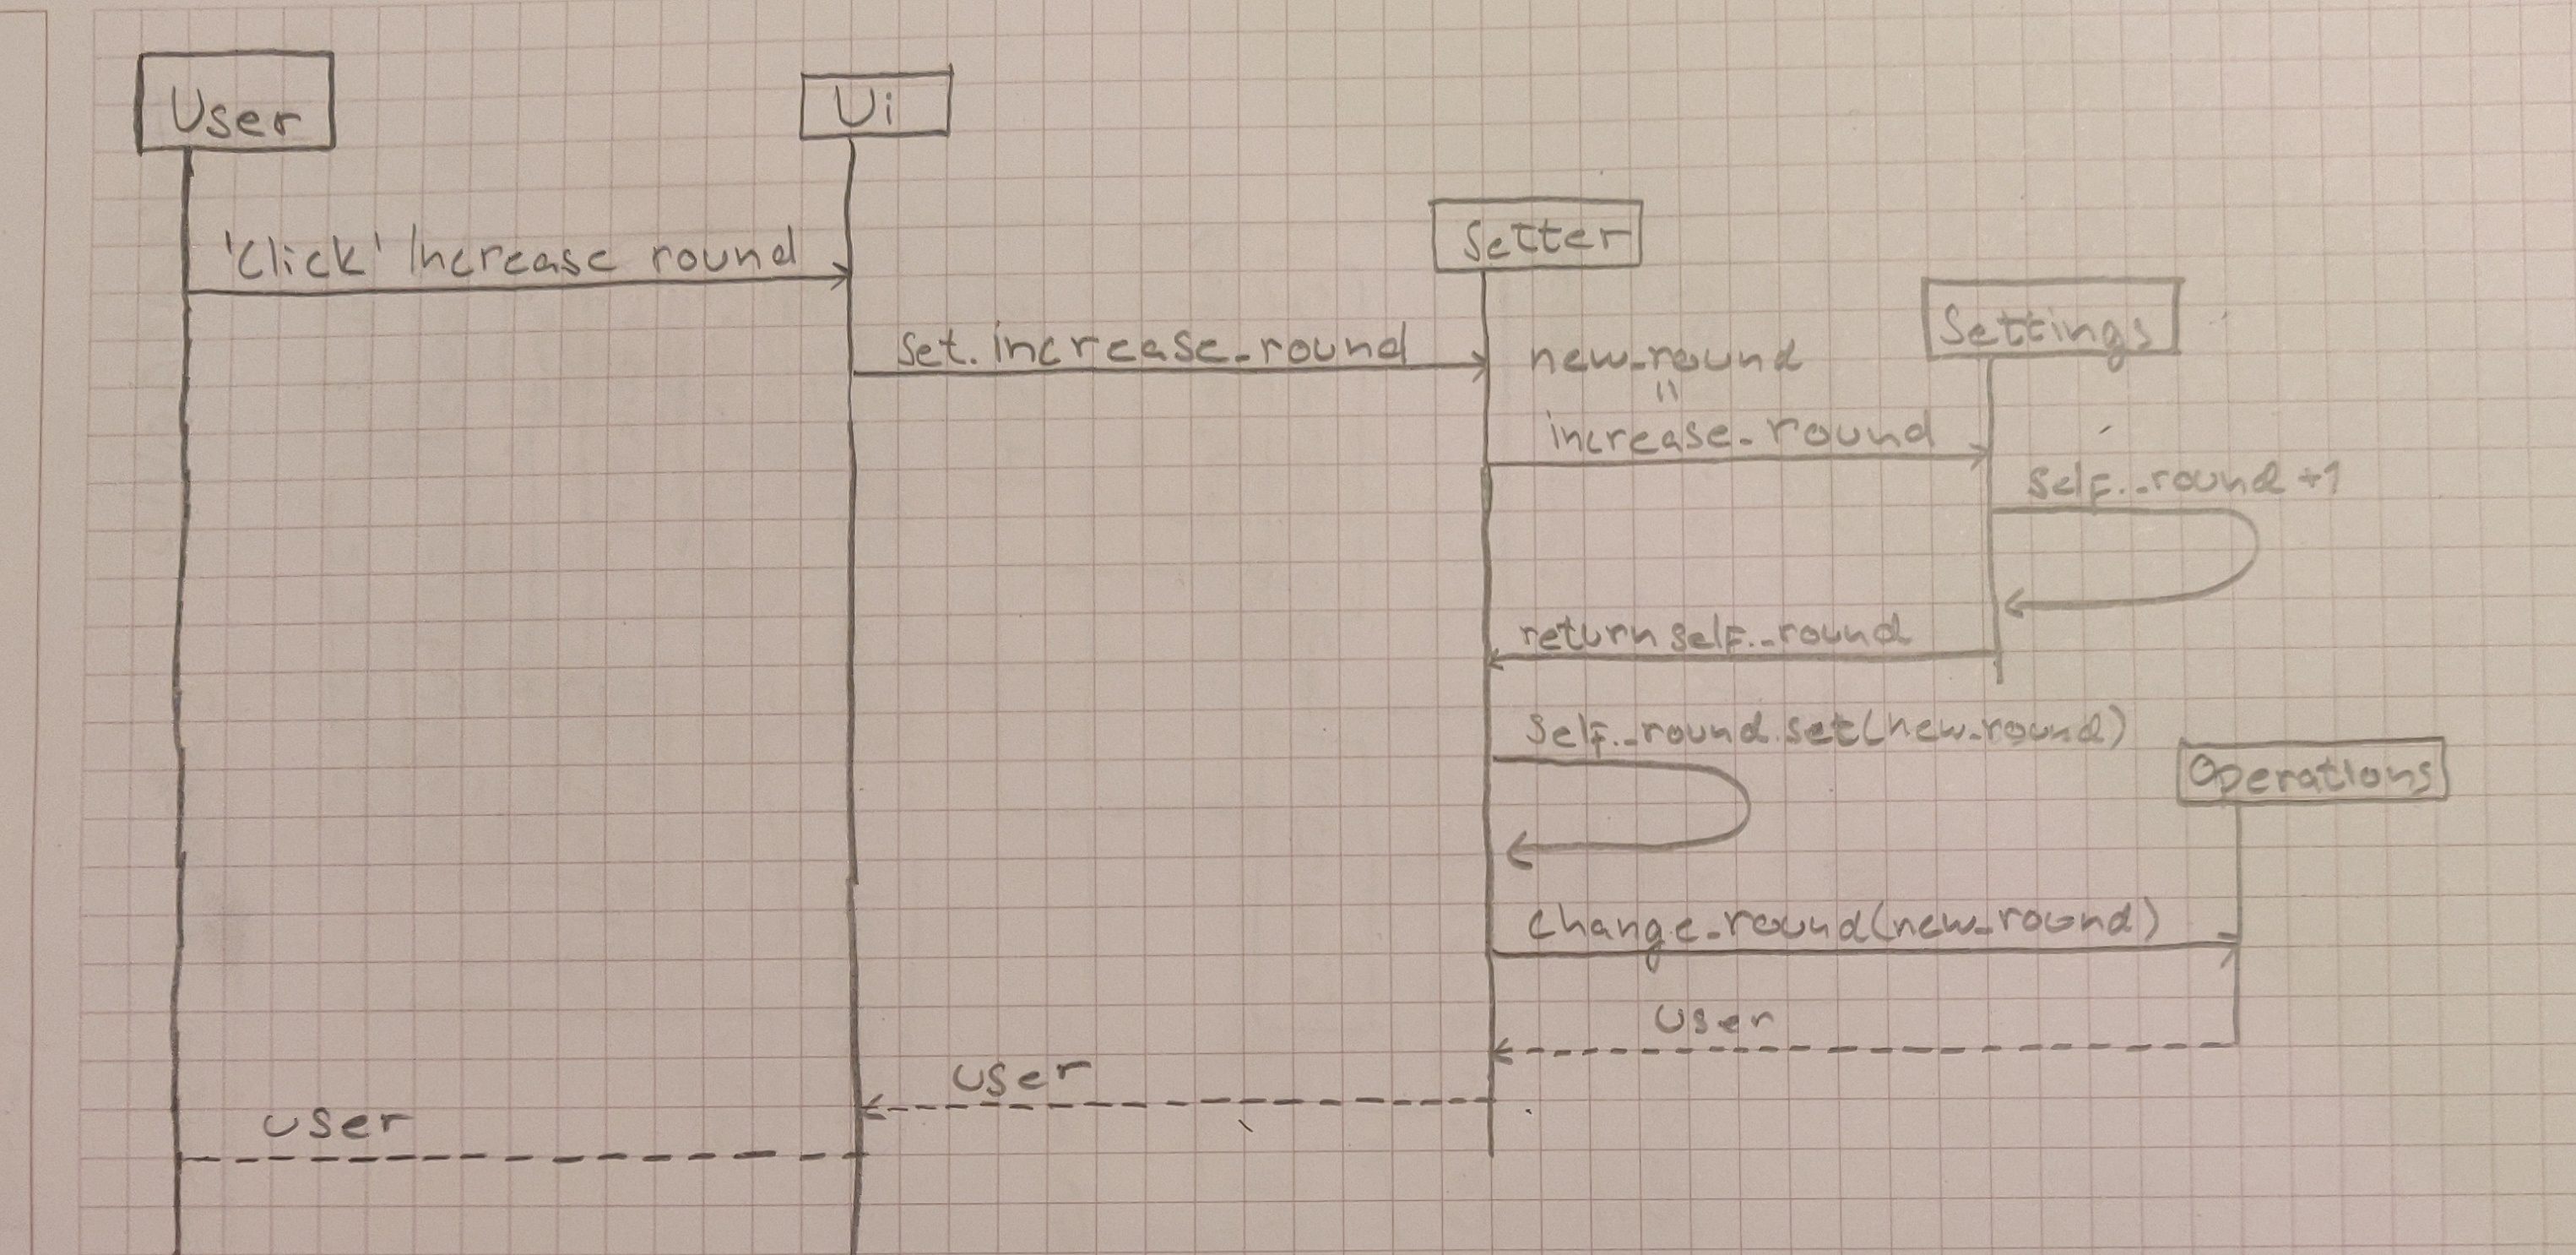 User
Ui
Setter
'Click' Increase round
Settings
set.increase_round
new_round
=
increase_round
self._round +1
return self._round
self._round.set(new_round)
Operations
change_round(new_round)
user
user
user